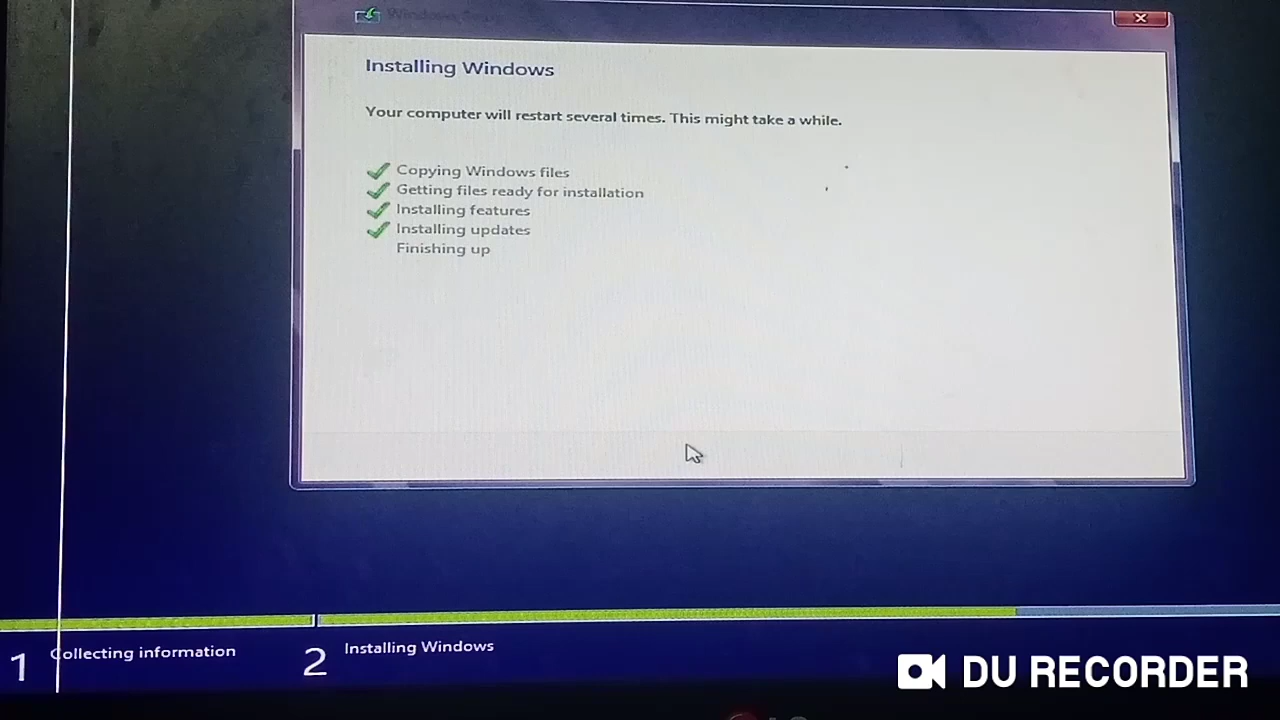 Installing Windows
Your computer will restart several times. This might take a while.
Copying Windows files
Getting files ready for installation
Installing features
Installing updates
Finishing up
1 Collecting information
2 Installing Windows
DU RECORDER